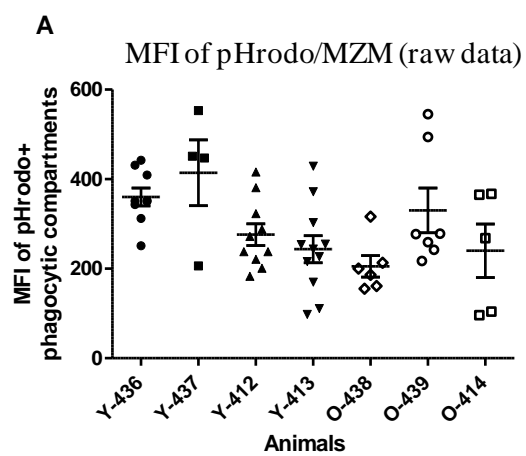 A
MFI of pHrodo/MZM (raw data)
MFI of pHrodo+
phagocytic compartments
600
400
200
0
Y-436
Y-437
Y-412
Y-413
O-438
O-439
O-414
Animals